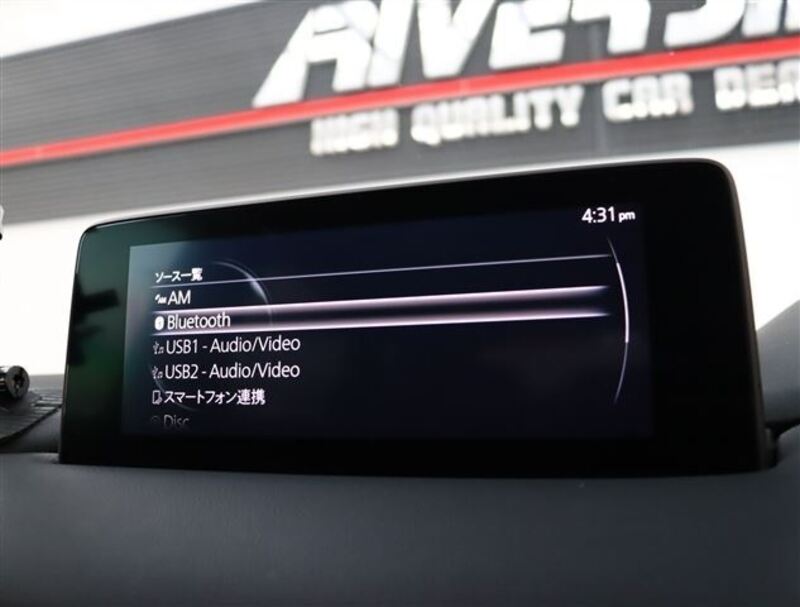 HIGH QUALITY CAR
4:31 pm
ソース一覧
AM
Bluetooth
USB1 - Audio/Video
USB2 - Audio/Video
スマートフォン連携
Disc